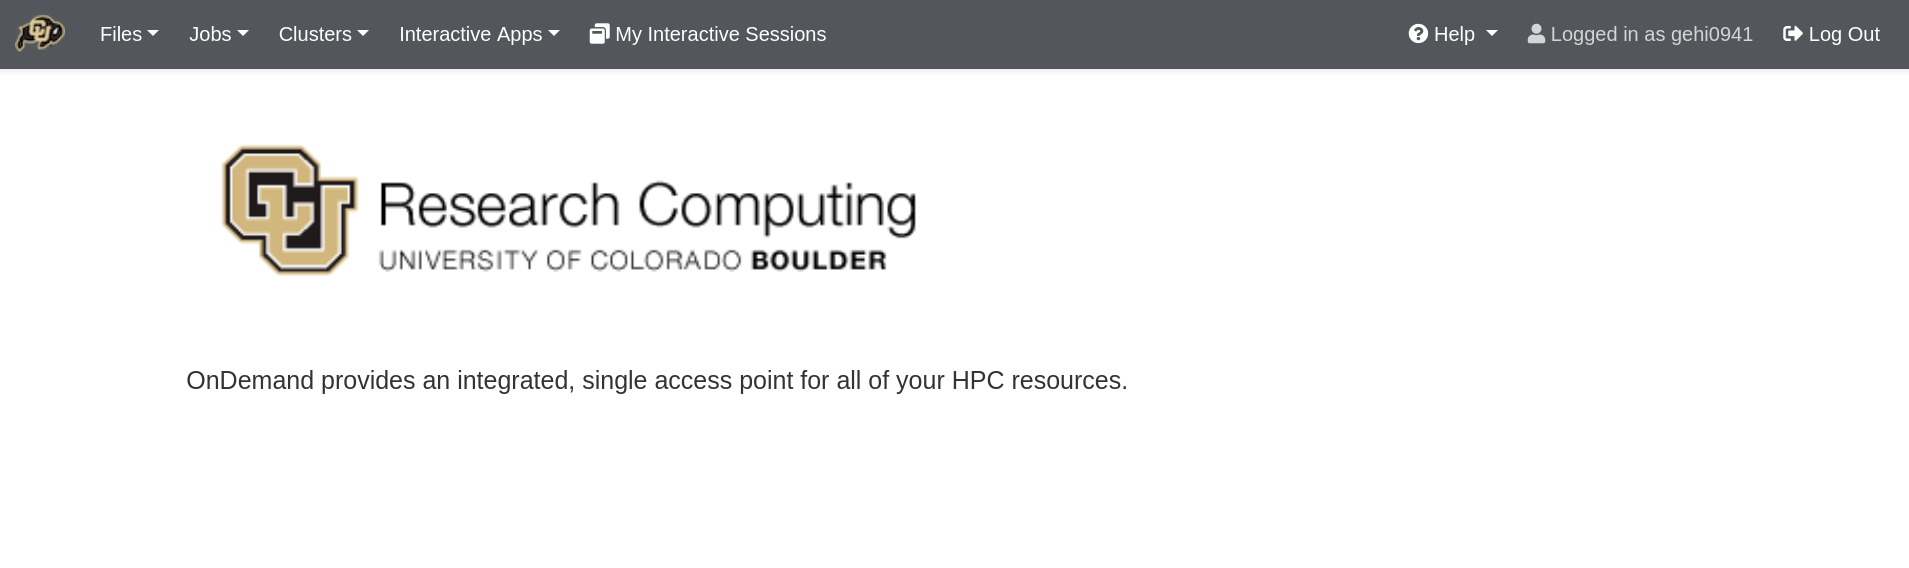 Files Jobs Clusters Interactive Apps My Interactive Sessions Help Logged in as gehi0941 Log Out
CU Research Computing
UNIVERSITY OF COLORADO BOULDER
OnDemand provides an integrated, single access point for all of your HPC resources.